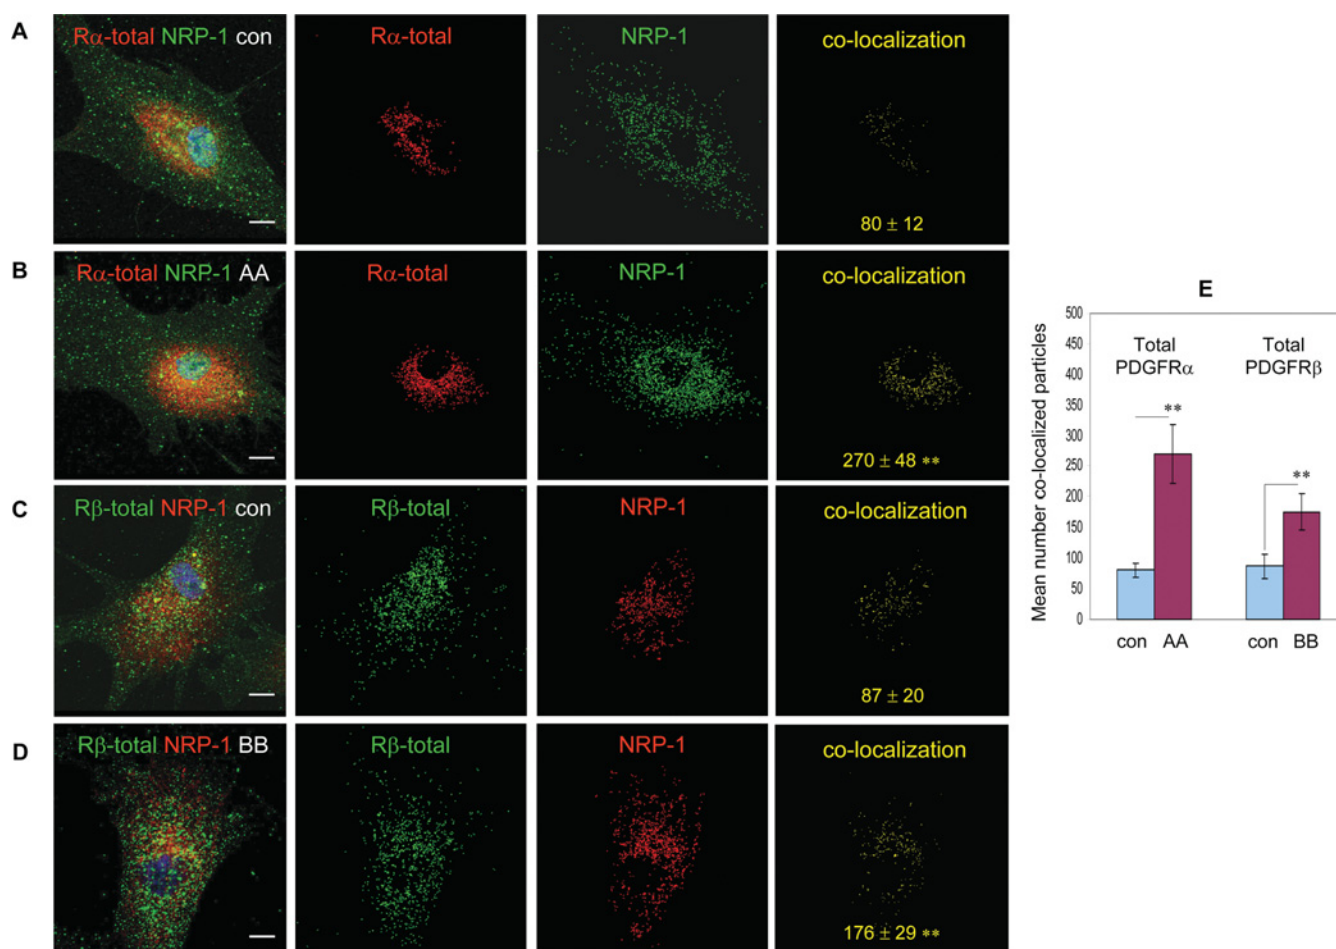 A
Rα-total NRP-1 con
Rα-total
NRP-1
co-localization
80 ± 12
B
Rα-total NRP-1 AA
Rα-total
NRP-1
co-localization
270 ± 48 **
C
Rβ-total NRP-1 con
Rβ-total
NRP-1
co-localization
87 ± 20
D
Rβ-total NRP-1 BB
Rβ-total
NRP-1
co-localization
176 ± 29 **
E
Mean number co-localized particles
500
450
400
350
300
250
200
150
100
50
0
Total
PDGFRα
Total
PDGFRβ
**
**
con AA
con BB